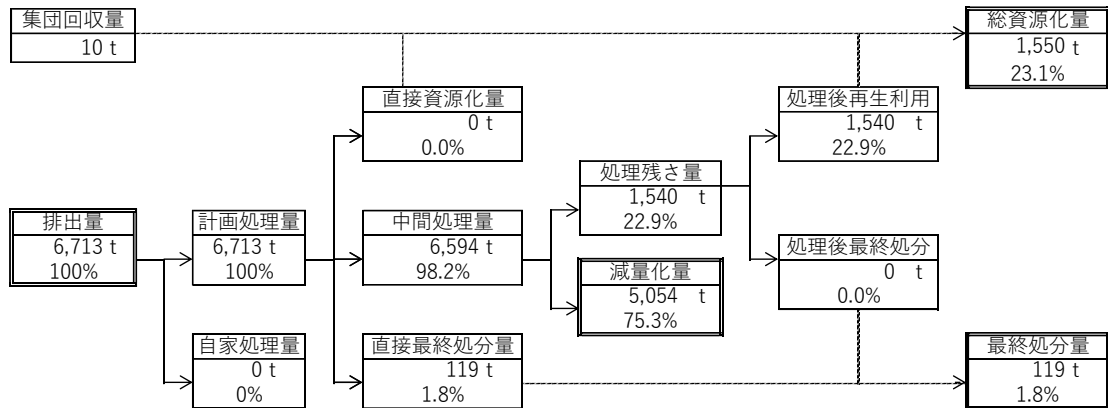 集団回収量
10 t
総資源化量
1,550 t
23.1%
直接資源化量
0 t
0.0%
処理後再生利用
1,540 t
22.9%
処理残さ量
1,540 t
22.9%
排出量
6,713 t
100%
計画処理量
6,713 t
100%
中間処理量
6,594 t
98.2%
処理後最終処分
0 t
0.0%
減量化量
5,054 t
75.3%
自家処理量
0 t
0%
直接最終処分量
119 t
1.8%
最終処分量
119 t
1.8%